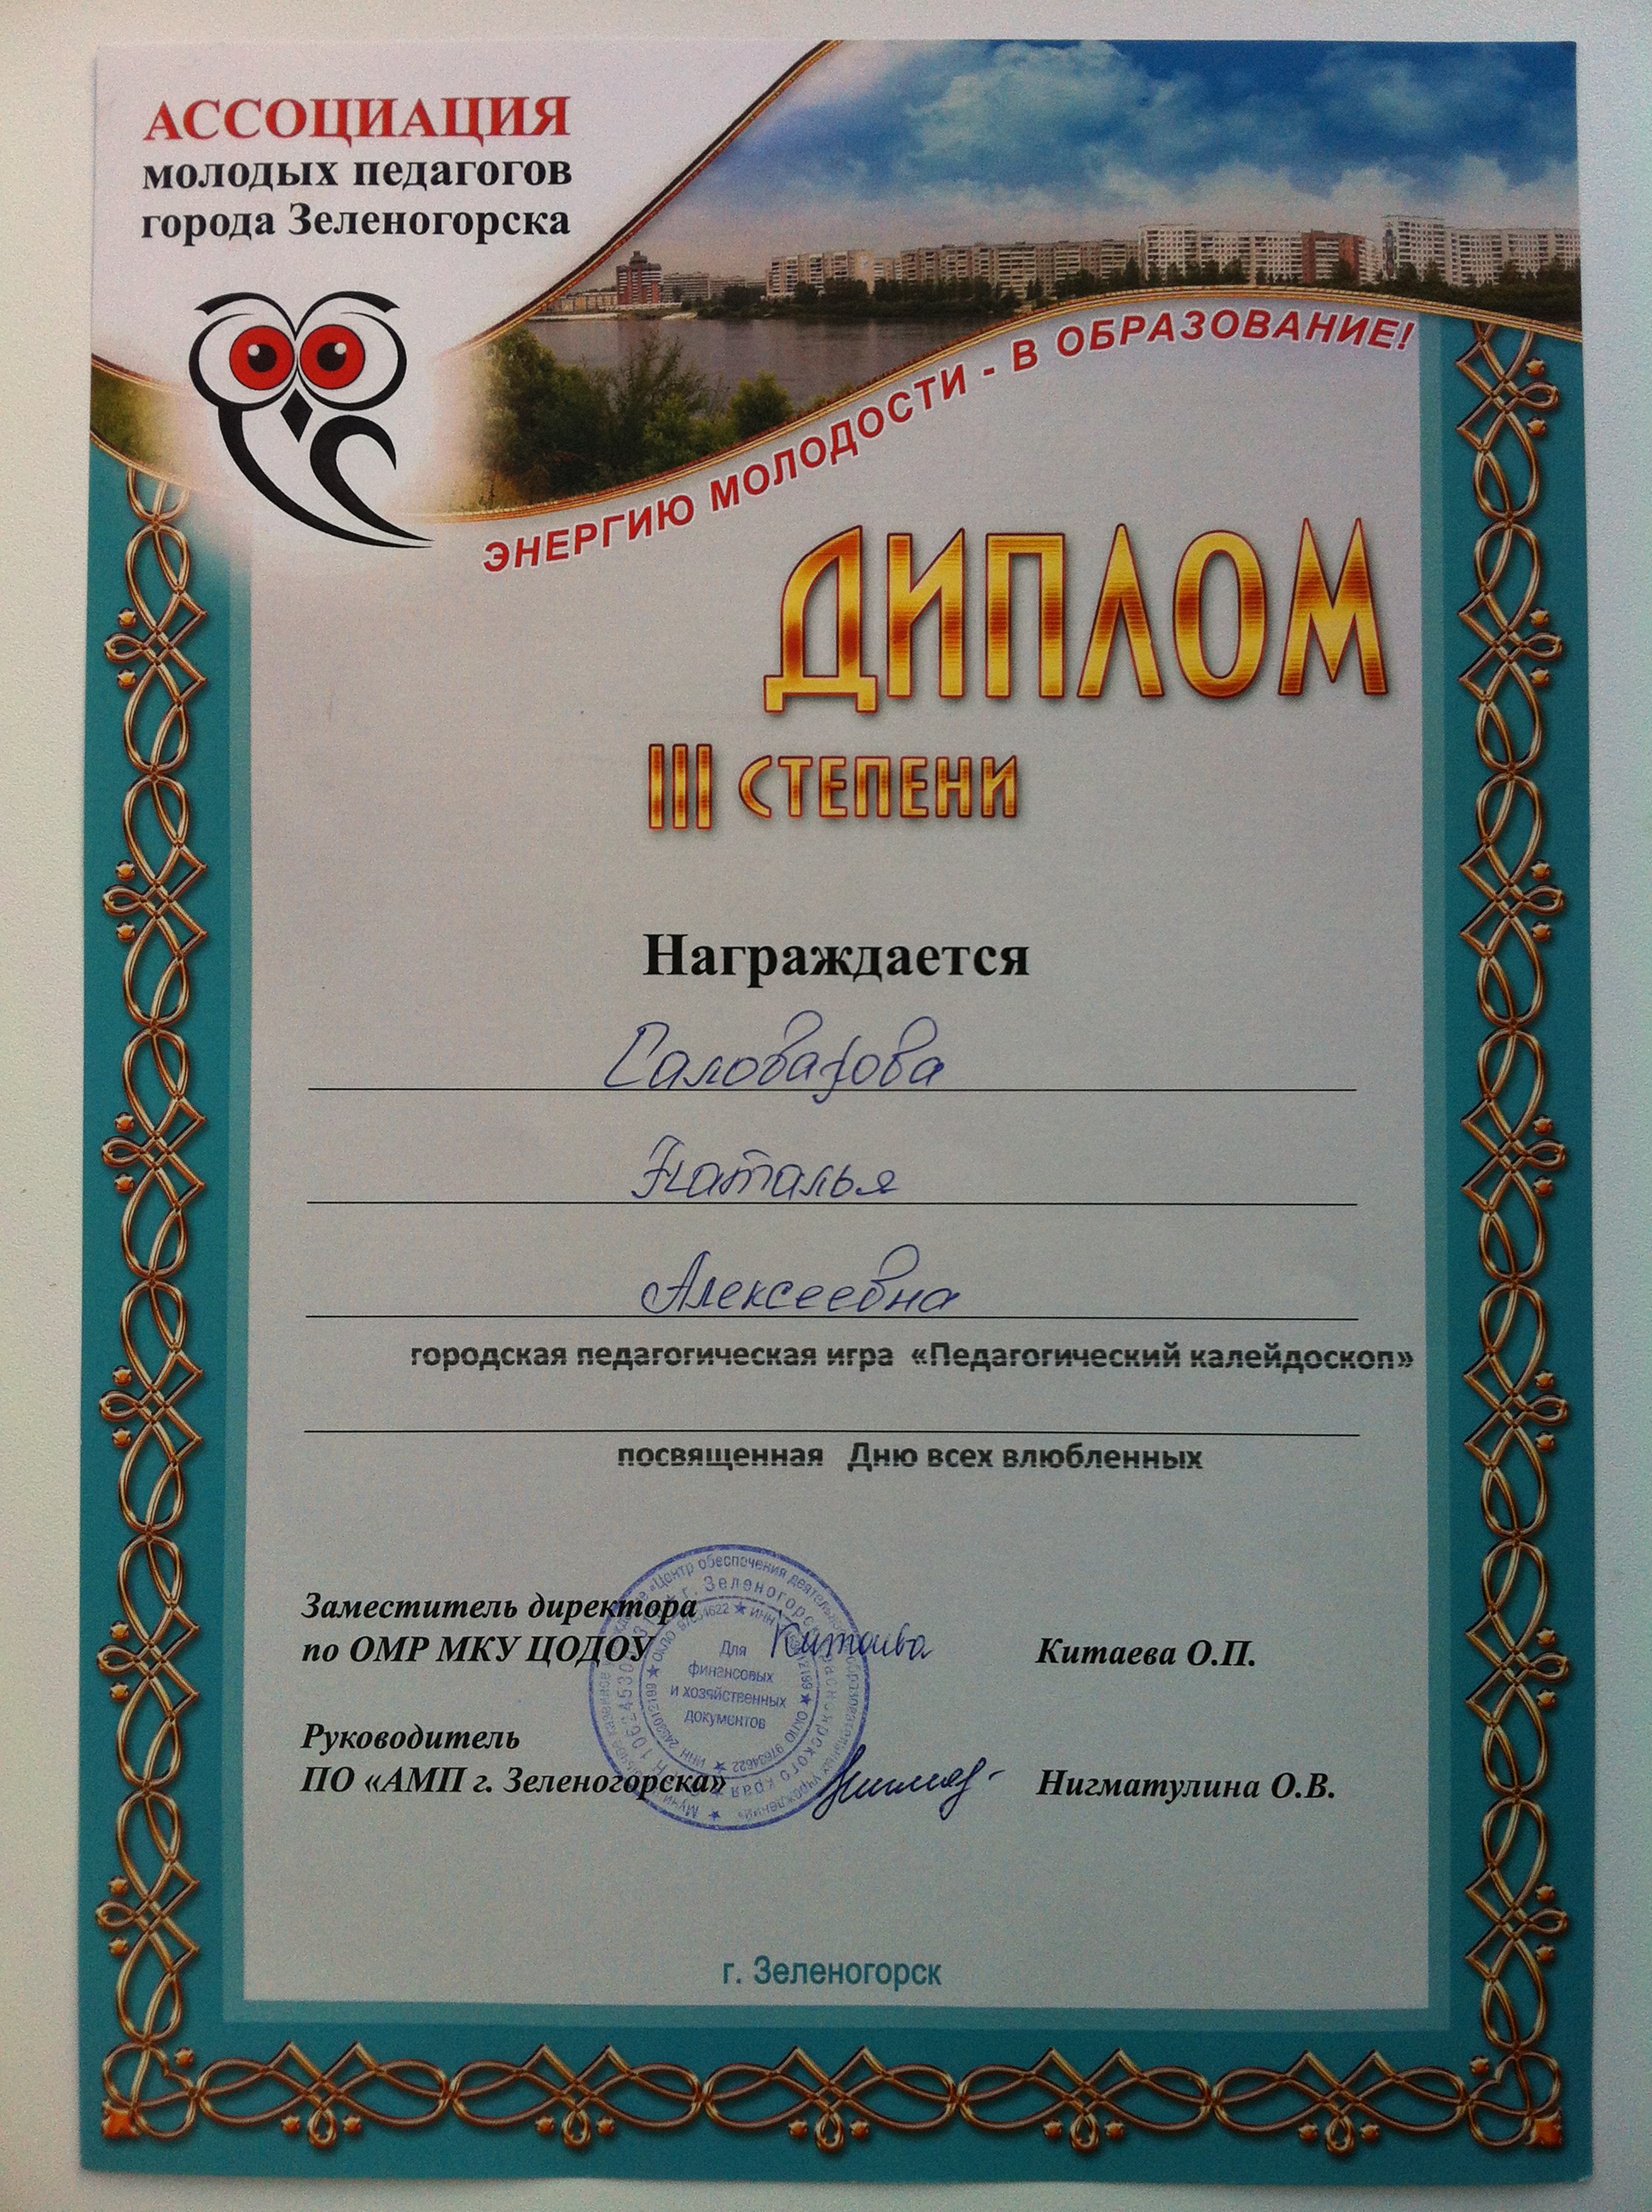 АССОЦИАЦИЯ
молодых педагогов
города Зеленогорска
ЭНЕРГИЮ МОЛОДОСТИ - В ОБРАЗОВАНИЕ!
ДИПЛОМ
III СТЕПЕНИ
Награждается
Саловарова
Наталья
Алексеевна
городская педагогическая игра «Педагогический калейдоскоп»
посвященная Дню всех влюбленных
Заместитель директора
по ОМР МКУ ЦОДОУ
Китаева
Китаева О.П.
Руководитель
ПО «АМП г. Зеленогорска»
Нигматулина О.В.
Для
финансовых
и хозяйственных
документов
г. Зеленогорск